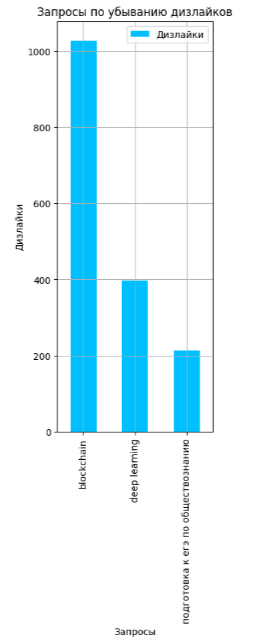 Запросы по убыванию дизлайков
Дизлайки
1000
800
600
400
200
0
Дизлайки
blockchain
deep learning
подготовка к егэ по обществознанию
Запросы